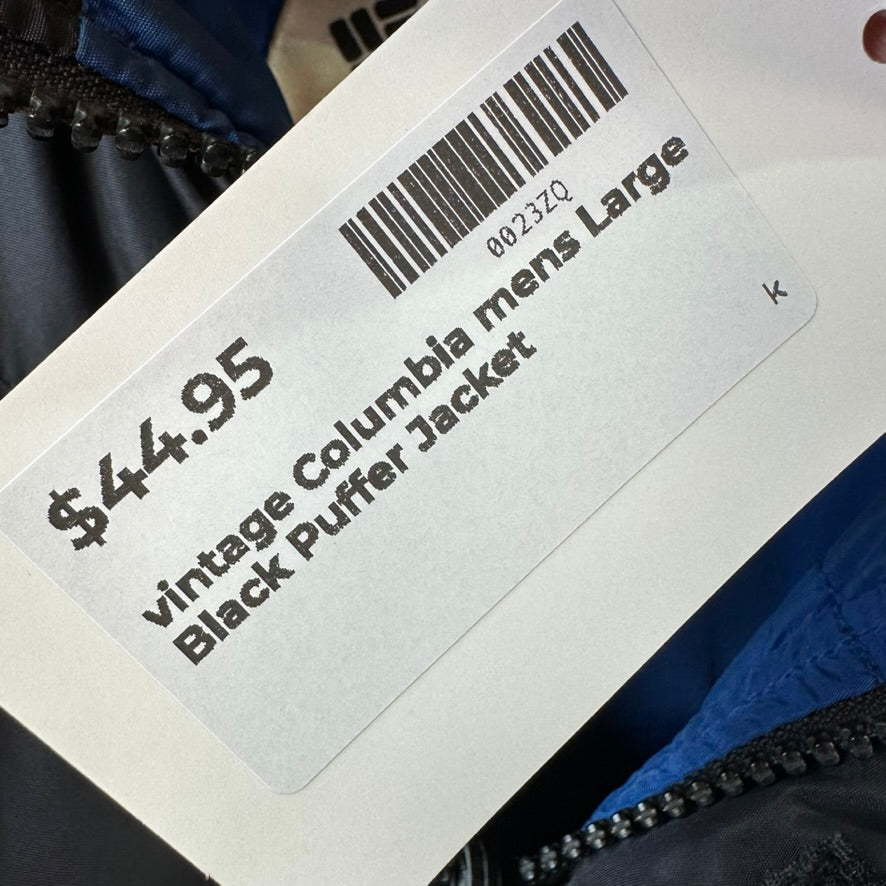 0023ZQ
$44.95
vintage Columbia mens Large
Black Puffer Jacket
k